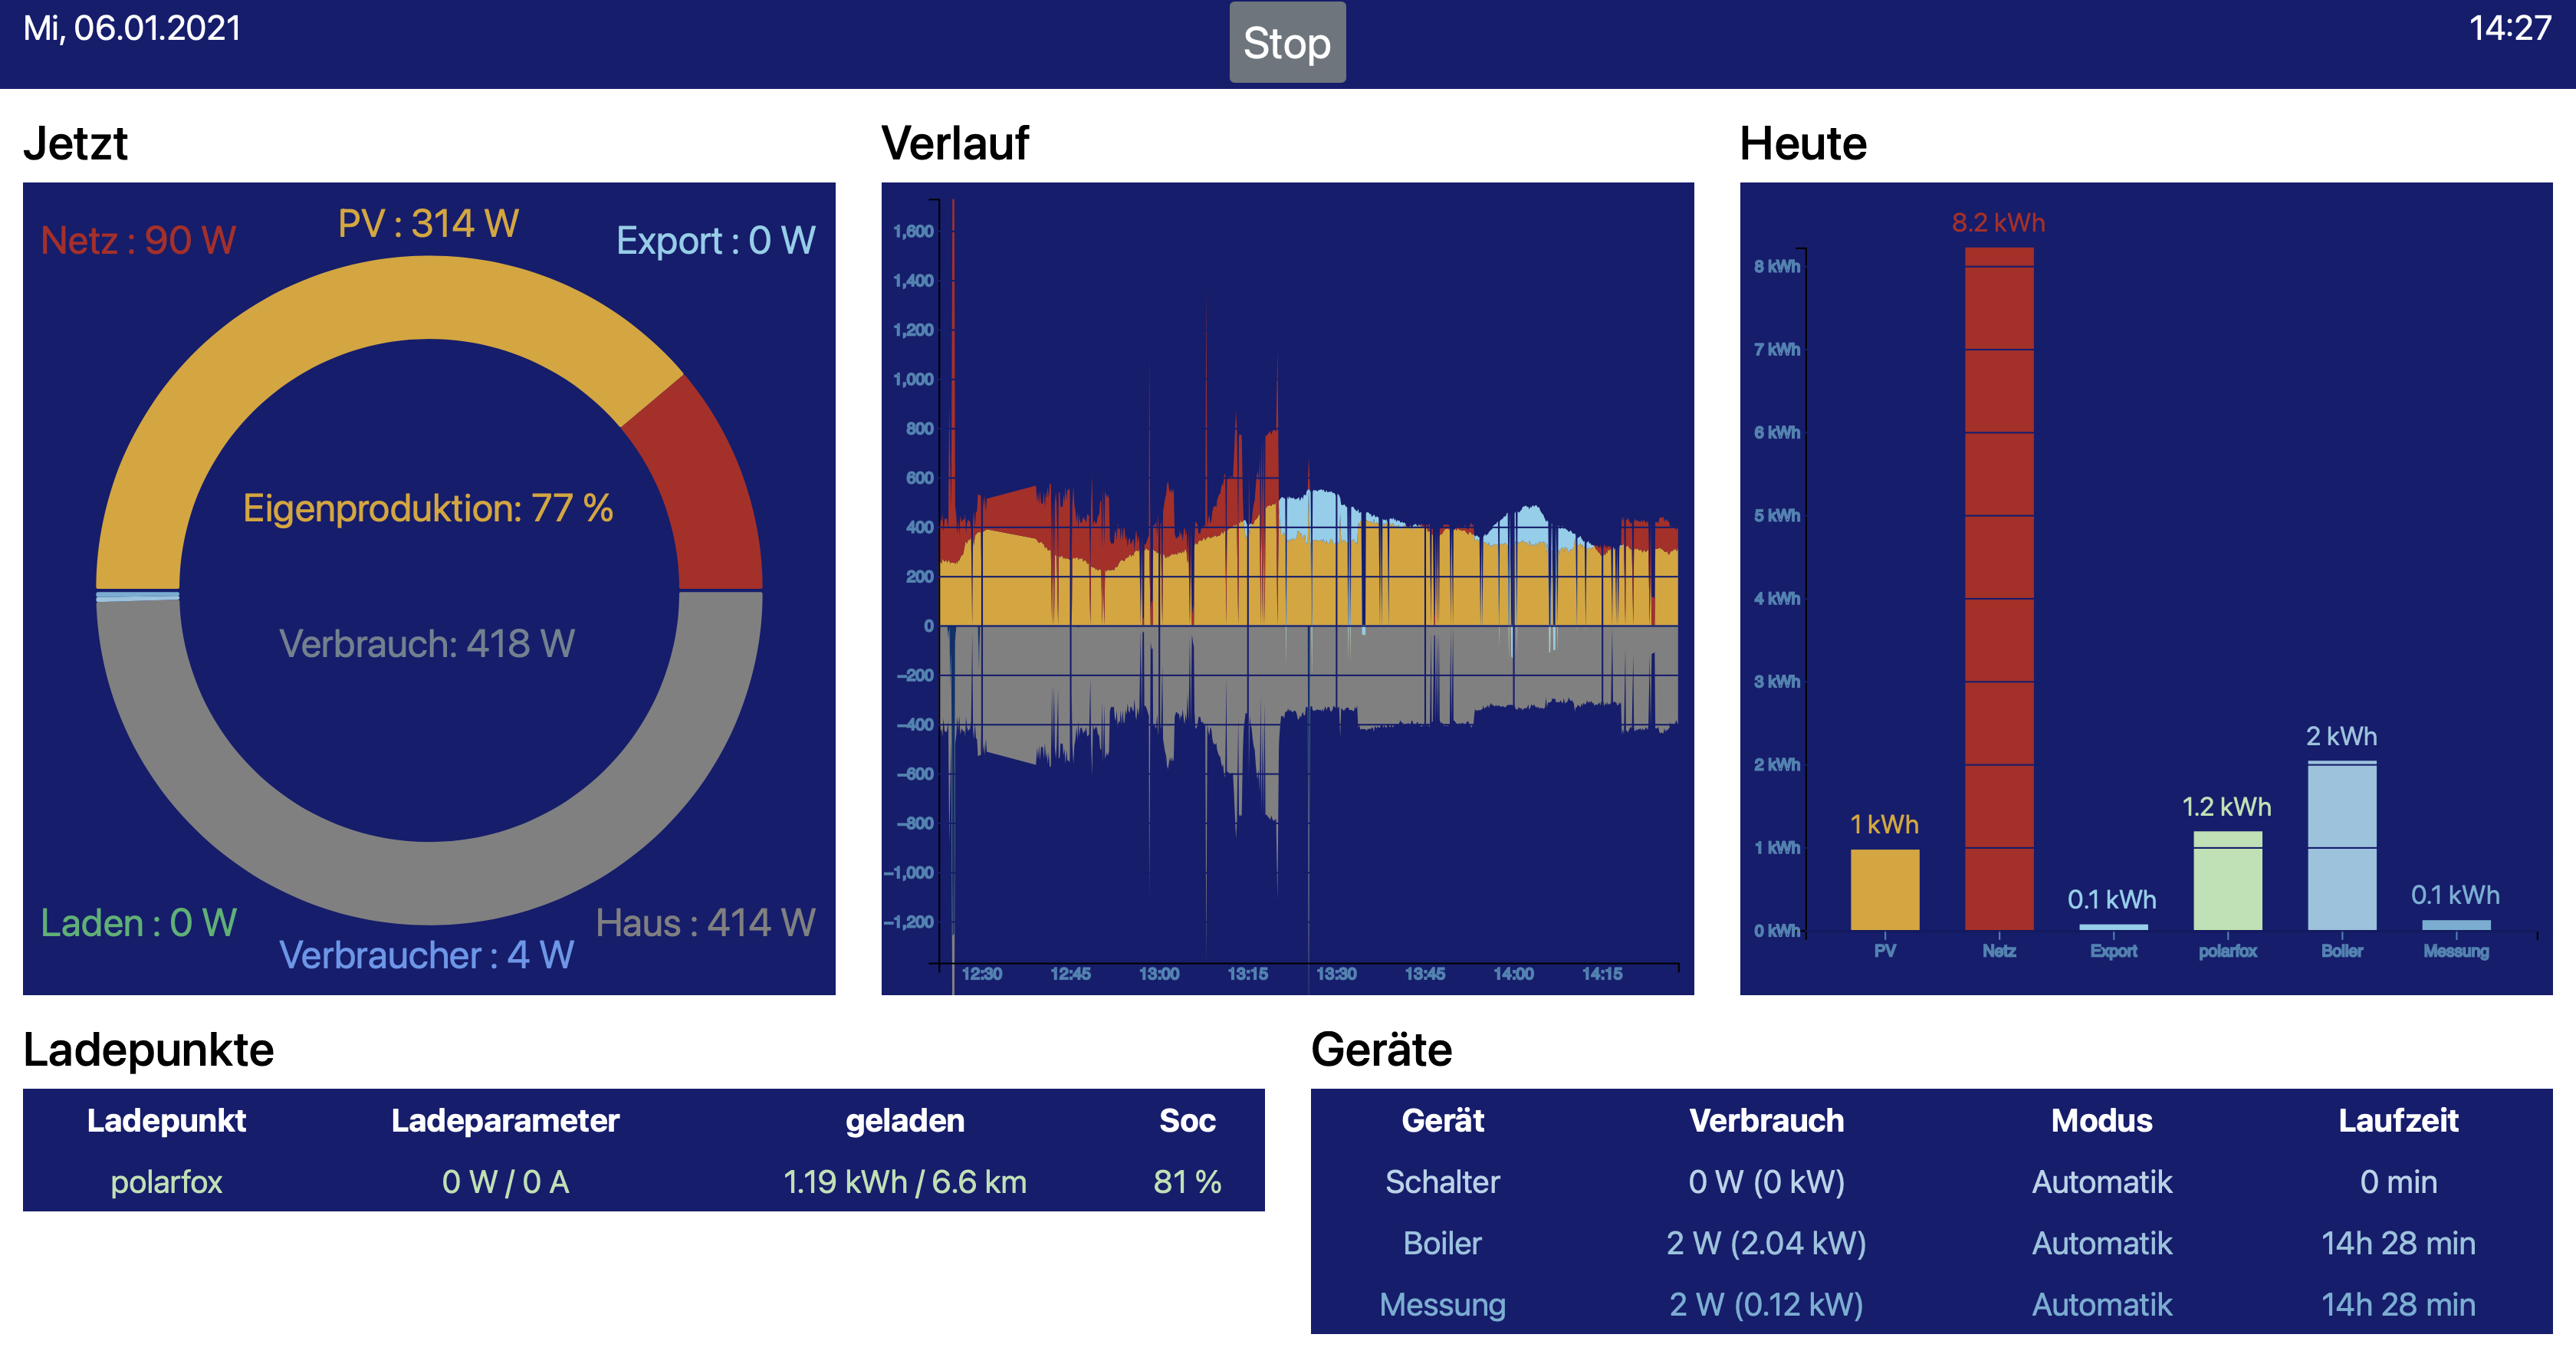 Mi, 06.01.2021
Stop
14:27
Jetzt
Netz : 90 W
PV : 314 W
Export : 0 W
Eigenproduktion: 77 %
Verbrauch: 418 W
Laden : 0 W
Verbraucher : 4 W
Haus : 414 W
Verlauf
1,600
1,400
1,200
1,000
800
600
400
200
0
−200
−400
−600
−800
−1,000
−1,200
12:30 12:45 13:00 13:15 13:30 13:45 14:00 14:15
Heute
8 kWh
7 kWh
6 kWh
5 kWh
4 kWh
3 kWh
2 kWh
1 kWh
0 kWh
1 kWh
8.2 kWh
0.1 kWh
1.2 kWh
2 kWh
0.1 kWh
PV Netz Export polarfox Boiler Messung
Ladepunkte
Ladepunkt Ladeparameter geladen Soc
polarfox 0 W / 0 A 1.19 kWh / 6.6 km 81 %
Geräte
Gerät Verbrauch Modus Laufzeit
Schalter 0 W (0 kW) Automatik 0 min
Boiler 2 W (2.04 kW) Automatik 14h 28 min
Messung 2 W (0.12 kW) Automatik 14h 28 min